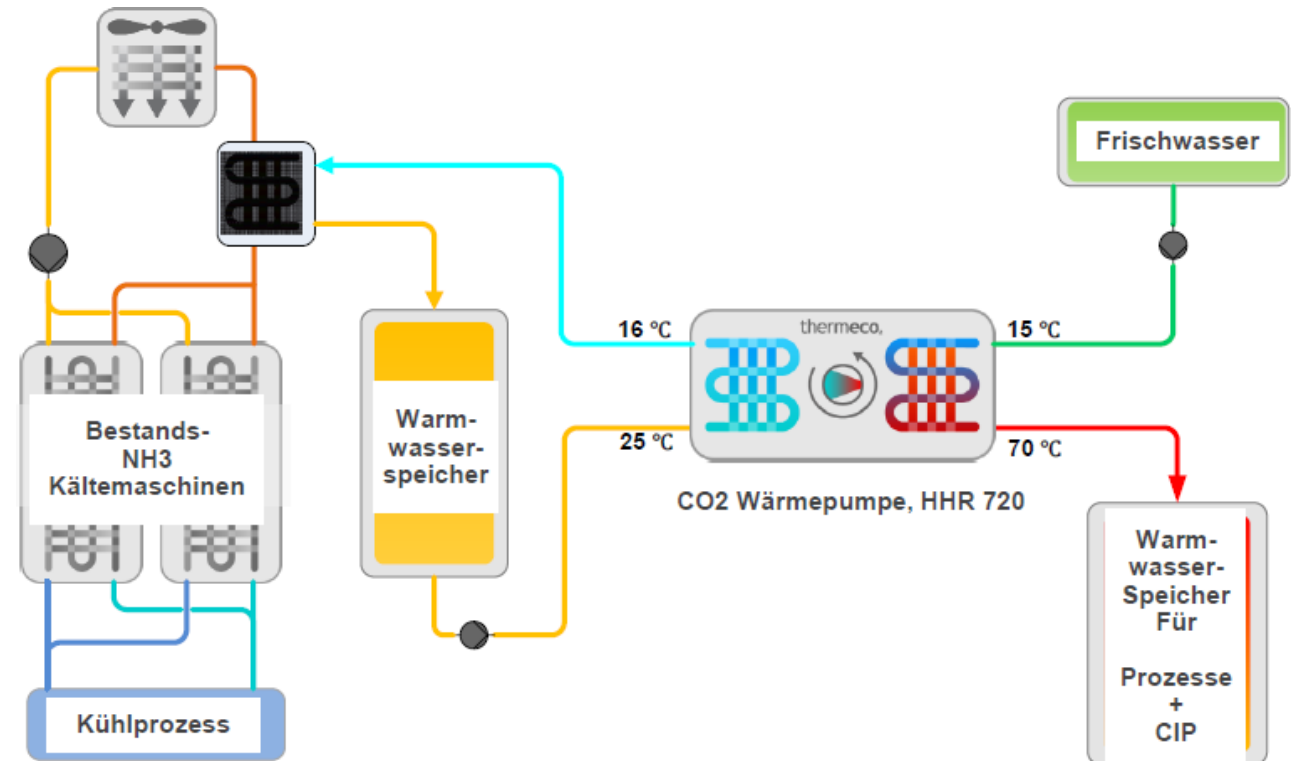 Frischwasser
16 °C
thermeco₂
15 °C
25 °C
70 °C
Warm-
wasser-
speicher
Bestands-
NH3
Kältemaschinen
CO2 Wärmepumpe, HHR 720
Warm-
wasser-
Speicher
Für
Prozesse
+
CIP
Kühlprozess